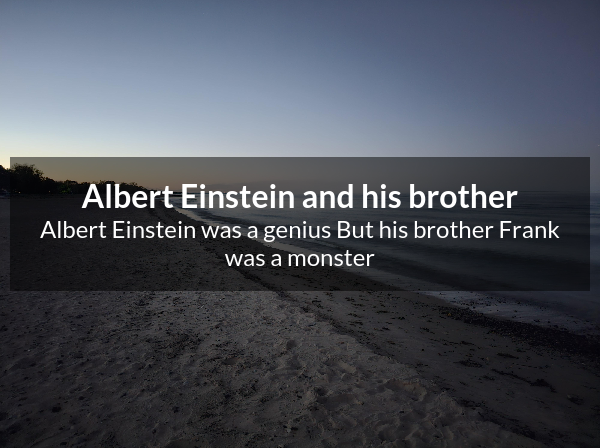 Albert Einstein and his brother
Albert Einstein was a genius But his brother Frank
was a monster